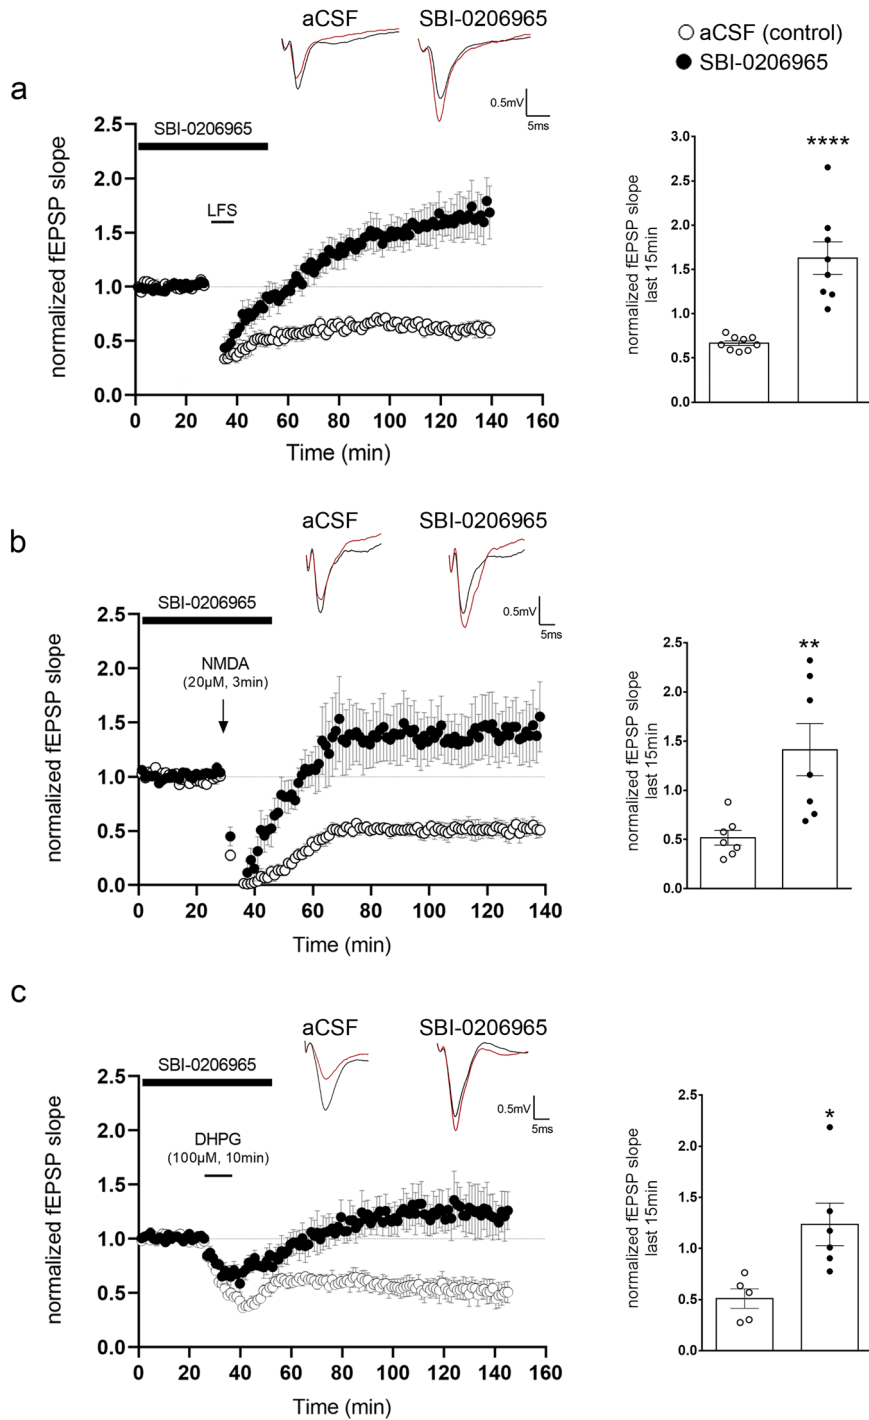 aCSF
SBI-0206965
aCSF (control)
SBI-0206965
a
0.5mV
5ms
SBI-0206965
LFS
normalized fEPSP slope
2.5
2.0
1.5
1.0
0.5
0.0
0 20 40 60 80 100 120 140 160
Time (min)
normalized fEPSP slope
last 15min
3.0
2.5
2.0
1.5
1.0
0.5
0.0
****
b
aCSF
SBI-0206965
0.5mV
5ms
SBI-0206965
NMDA
(20µM, 3min)
normalized fEPSP slope
2.5
2.0
1.5
1.0
0.5
0.0
0 20 40 60 80 100 120 140
Time (min)
normalized fEPSP slope
last 15min
2.5
2.0
1.5
1.0
0.5
0.0
**
c
aCSF
SBI-0206965
0.5mV
5ms
SBI-0206965
DHPG
(100µM, 10min)
normalized fEPSP slope
2.5
2.0
1.5
1.0
0.5
0.0
0 20 40 60 80 100 120 140 160
Time (min)
normalized fEPSP slope
last 15min
2.5
2.0
1.5
1.0
0.5
0.0
*